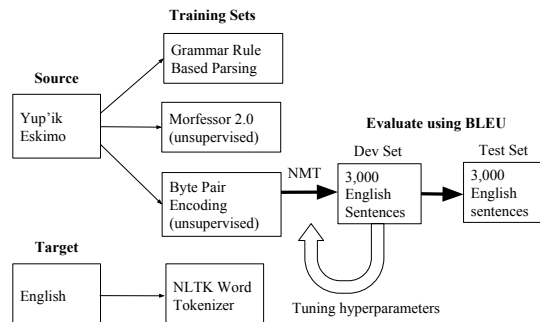 Training Sets
Grammar Rule
Based Parsing
Source
Yup'ik
Eskimo
Morfessor 2.0
(unsupervised)
Evaluate using BLEU
Dev Set
Test Set
NMT
Byte Pair
Encoding
(unsupervised)
3,000
English
Sentences
3,000
English
sentences
Target
English
NLTK Word
Tokenizer
Tuning hyperparameters